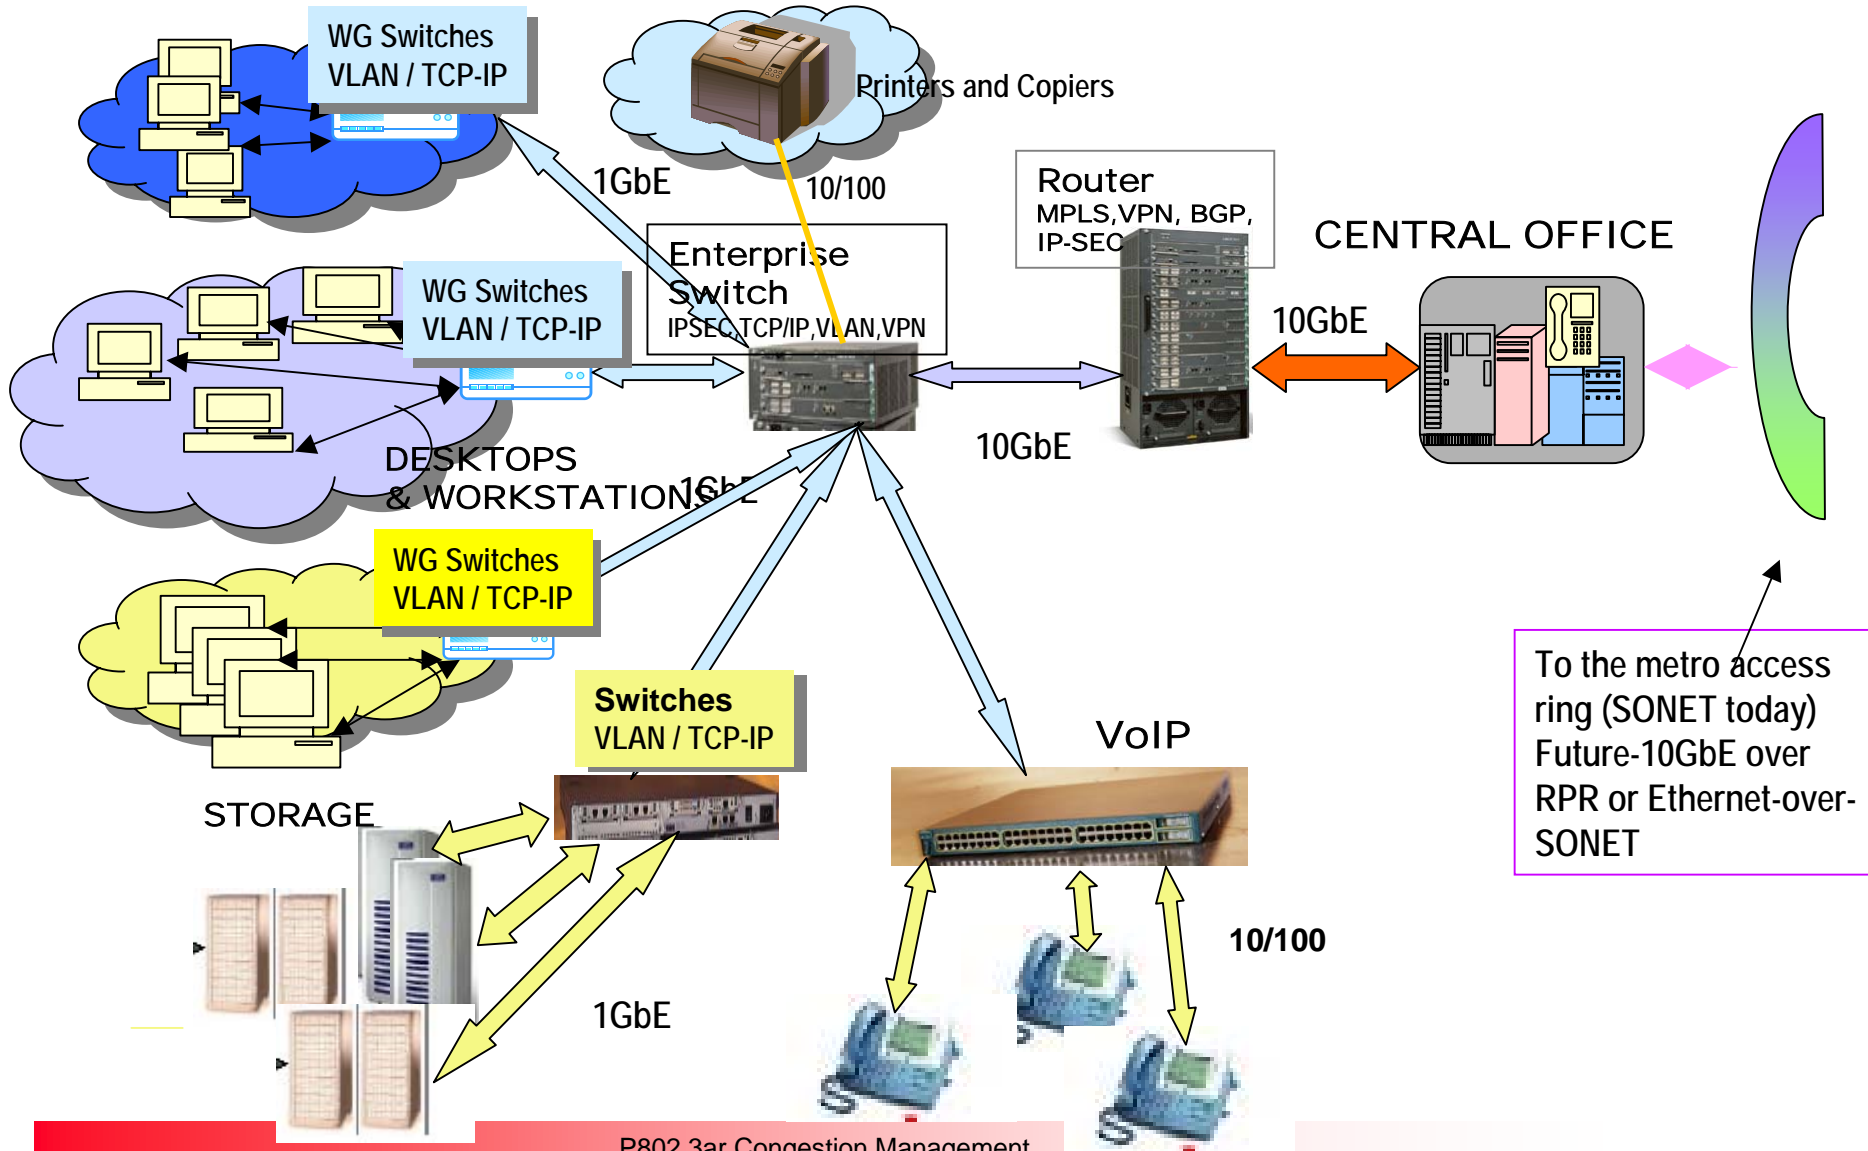 WG Switches
VLAN / TCP-IP
Printers and Copiers
1GbE
10/100
Router
MPLS,VPN, BGP,
IP-SEC
CENTRAL OFFICE
Enterprise
Switch
IPSEC,TCP/IP,VLAN,VPN
WG Switches
VLAN / TCP-IP
10GbE
10GbE
DESKTOPS
& WORKSTATIONS
1GbE
WG Switches
VLAN / TCP-IP
To the metro access
ring (SONET today)
Future-10GbE over
RPR or Ethernet-over-
SONET
Switches
VLAN / TCP-IP
VoIP
STORAGE
10/100
1GbE
P802.3ar Congestion Management